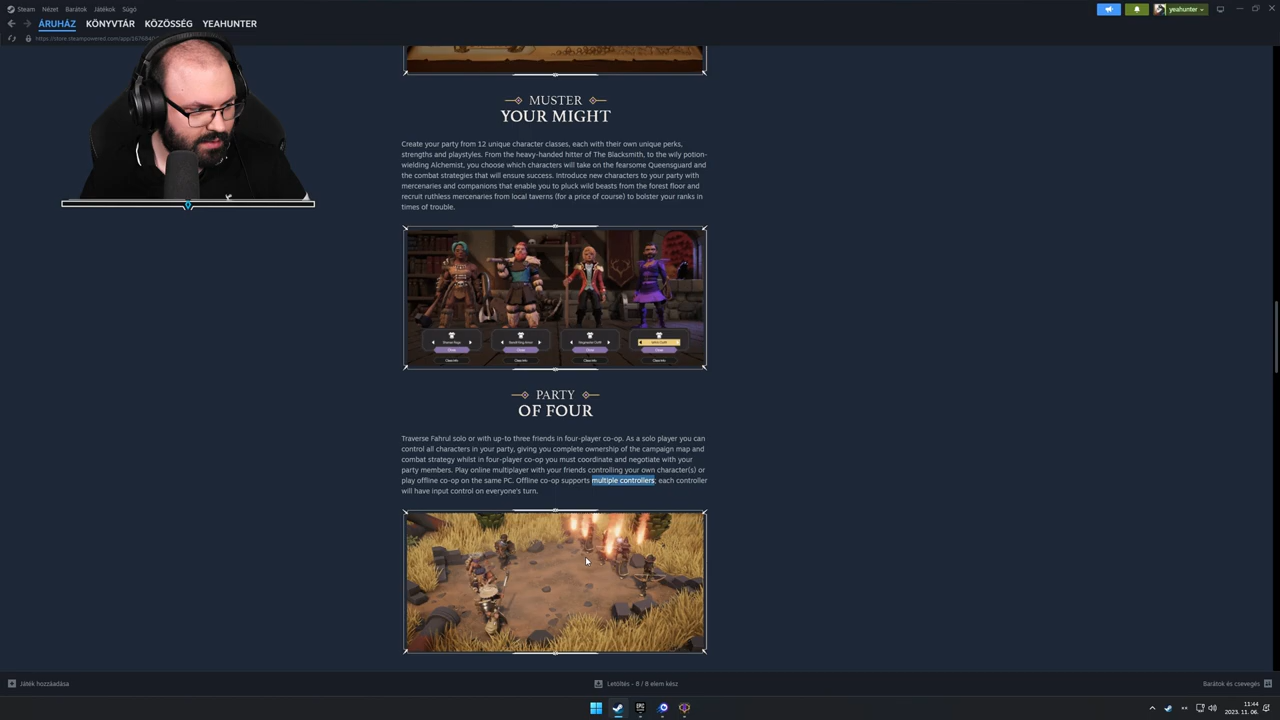 Steam Nézet Barátok Játékok Súgó
yeahunter
ÁRUHÁZ KÖNYVTÁR KÖZÖSSÉG YEAHUNTER
MUSTER
YOUR MIGHT
Create your party from 12 unique character classes, each with their own unique perks,
strengths and playstyles. From the heavy-handed hitter of The Blacksmith, to the wily potion-
wielding Alchemist, you choose which characters will take on the fearsome Queensguard and
the combat strategies that will ensure success. Introduce new characters to your party with
mercenaries and companions that enable you to pluck wild beasts from the forest floor and
recruit ruthless mercenaries from local taverns (for a price of course) to bolster your ranks in
times of trouble.
PARTY
OF FOUR
Traverse Fahrul solo or with up-to three friends in four-player co-op. As a solo player you can
control all characters in your party, giving you complete ownership of the campaign map and
combat strategy whilst in four-player co-op you must coordinate and negotiate with your
party members. Play online multiplayer with your friends controlling your own character(s) or
play offline co-op on the same PC. Offline co-op supports multiple controllers; each controller
will have input control on everyone's turn.
Játék hozzáadása
Letöltés - 8 / 8 elem kész
Barátok és csevegés
11:44
2023. 11. 06.